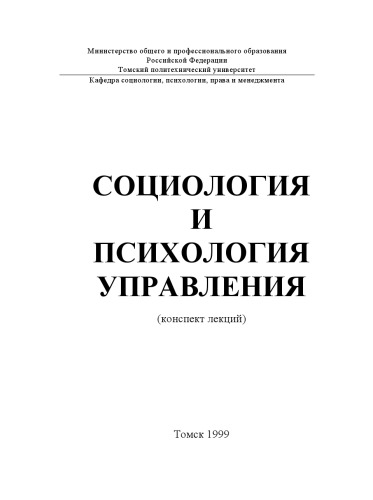 Министерство общего и профессионального образования
Российской Федерации
Томский политехнический университет
Кафедра социологии, психологии, права и менеджмента
СОЦИОЛОГИЯ
И
ПСИХОЛОГИЯ
УПРАВЛЕНИЯ
(конспект лекций)
Томск 1999